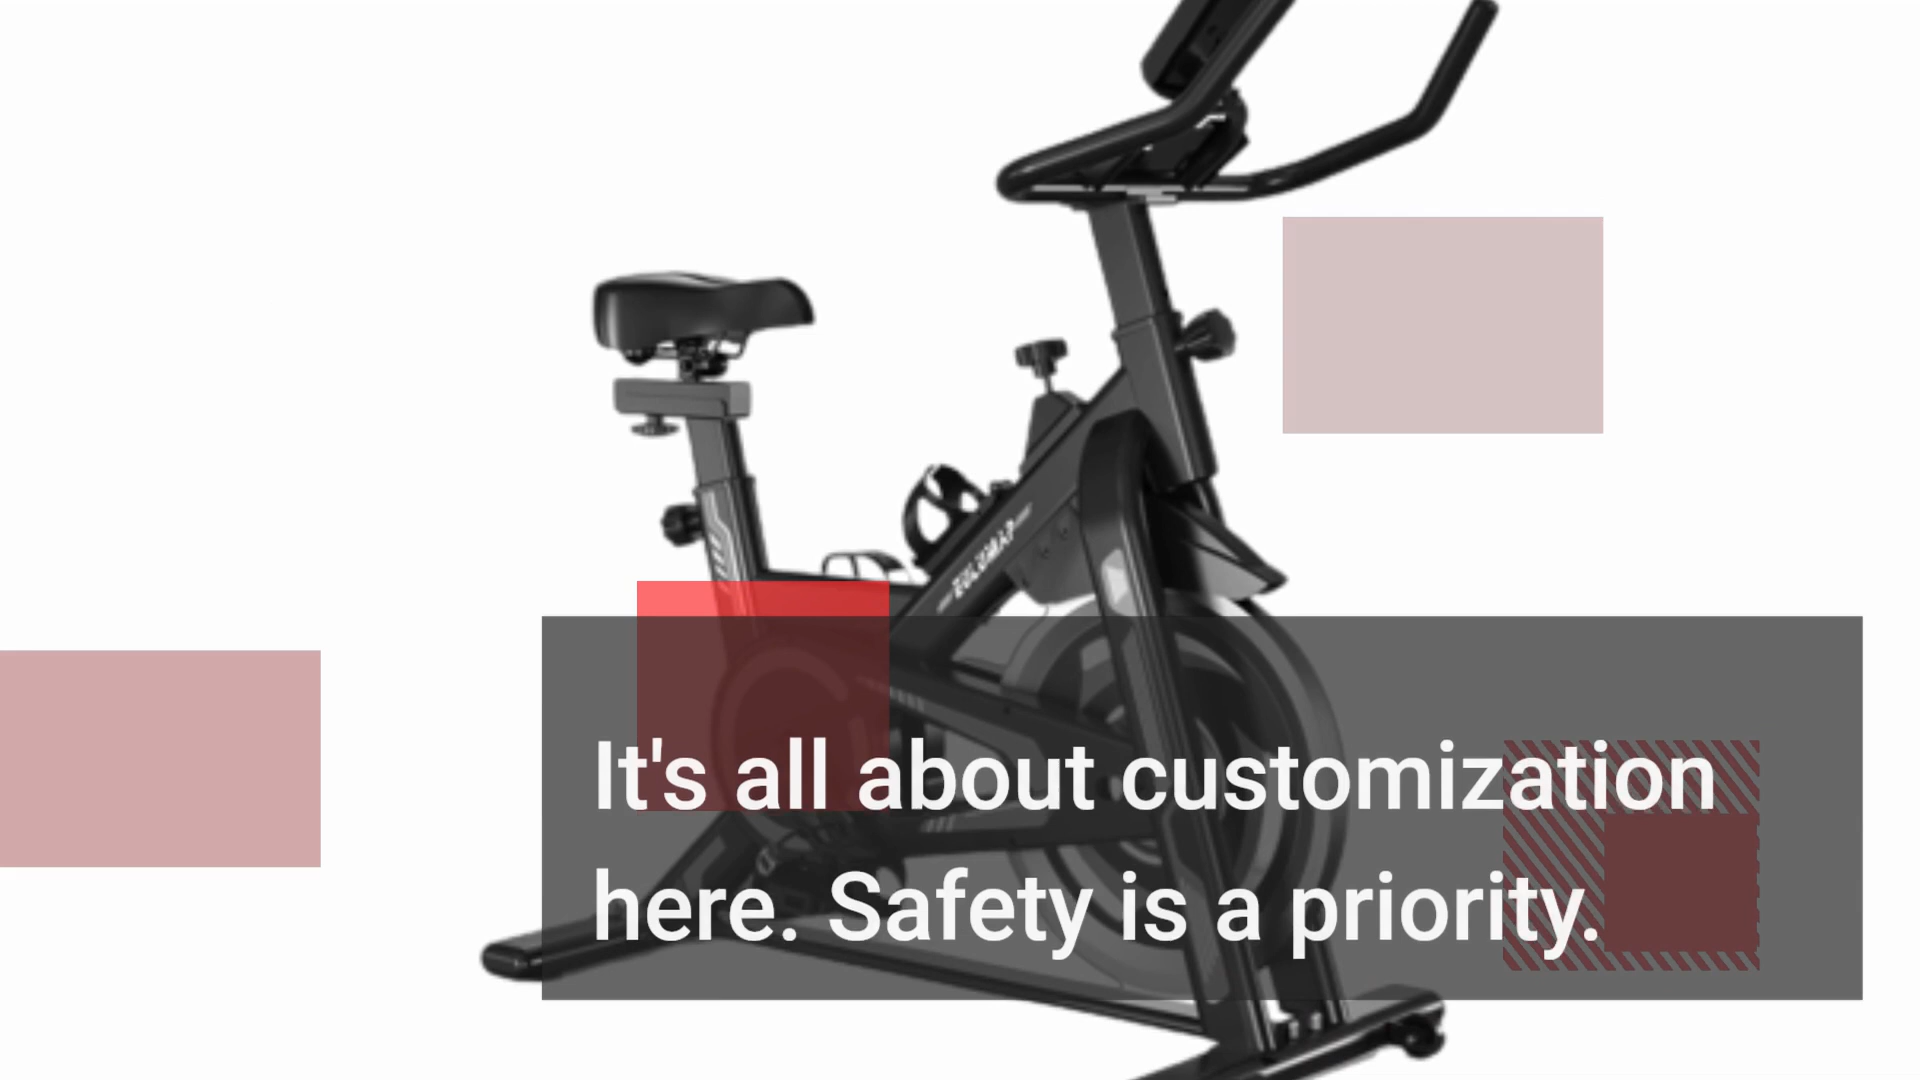 It's all about customization
here. Safety is a priority.